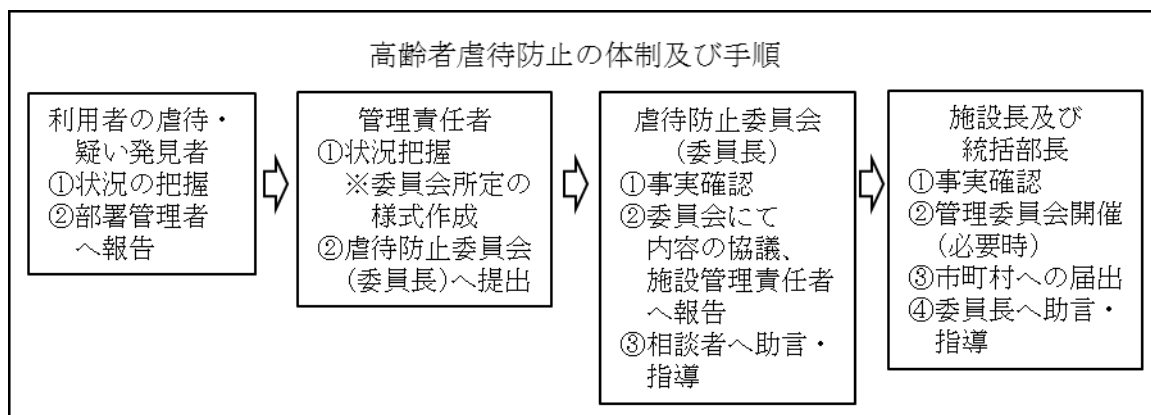 高齢者虐待防止の体制及び手順
利用者の虐待・
疑い発見者
①状況の把握
②部署管理者
へ報告
管理責任者
①状況把握
※委員会所定の
様式作成
②虐待防止委員会
(委員長)へ提出
虐待防止委員会
(委員長)
①事実確認
②委員会にて
内容の協議、
施設管理責任者
へ報告
③相談者へ助言・
指導
施設長及び
統括部長
①事実確認
②管理委員会開催
(必要時)
③市町村への届出
④委員長へ助言・
指導